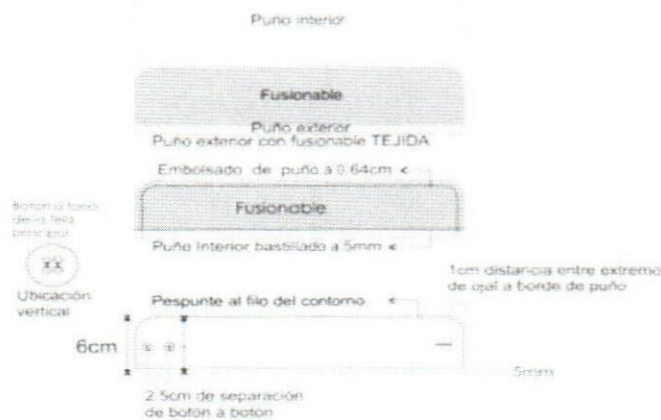 Puño interior
Fusionable
Puño exterior
Puño exterior con fusionable TEJIDA
Embolsado de puño a 0.64cm
Fusionable
Botón a tono
de la tela
principal
Puño Interior bastillado a 5mm
Ubicación
vertical
1cm distancia entre extremo
de ojal a borde de puño
Pespunte al filo del contorno
6cm
5mm
2.5cm de separación
de botón a botón